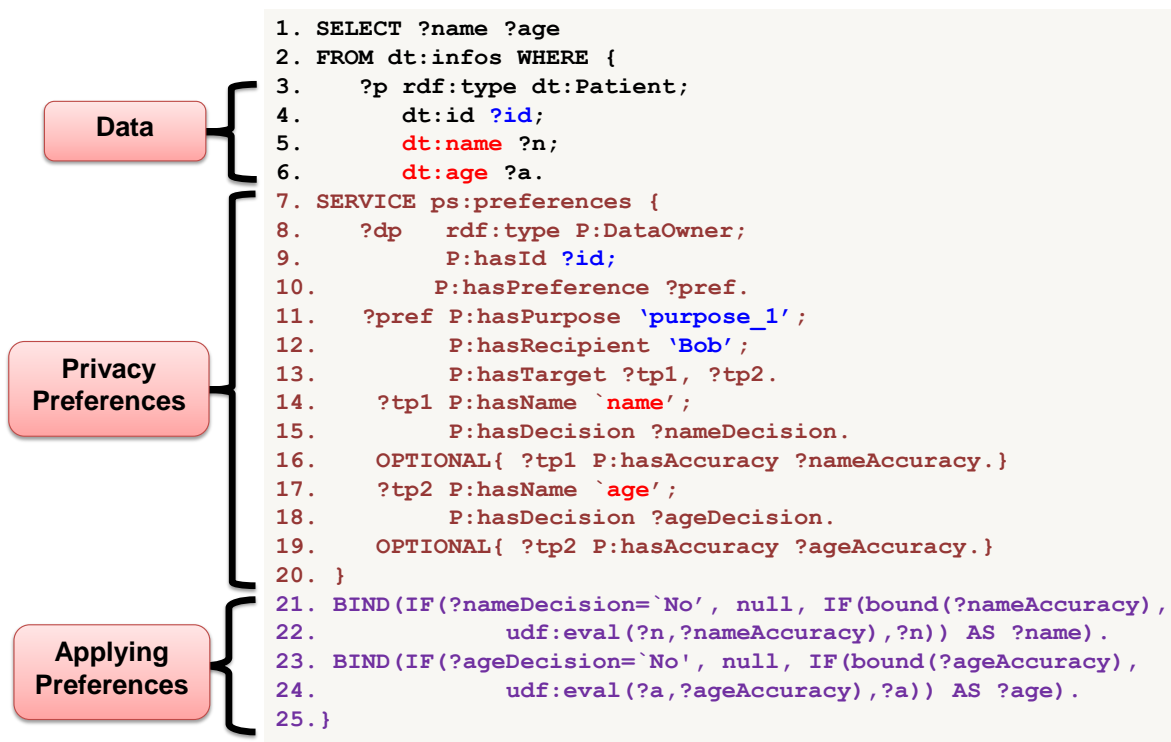 1. SELECT ?name ?age
2. FROM dt:infos WHERE {
3. ?p rdf:type dt:Patient;
4. dt:id ?id;
5. dt:name ?n;
6. dt:age ?a.
Data
7. SERVICE ps:preferences {
8. ?dp rdf:type P:DataOwner;
9. P:hasId ?id;
10. P:hasPreference ?pref.
11. ?pref P:hasPurpose ‘purpose_1’;
12. P:hasRecipient ‘Bob’;
13. P:hasTarget ?tp1, ?tp2.
14. ?tp1 P:hasName `name’;
15. P:hasDecision ?nameDecision.
16. OPTIONAL{ ?tp1 P:hasAccuracy ?nameAccuracy.}
17. ?tp2 P:hasName `age’;
18. P:hasDecision ?ageDecision.
19. OPTIONAL{ ?tp2 P:hasAccuracy ?ageAccuracy.}
20. }
Privacy
Preferences
21. BIND(IF(?nameDecision=`No’, null, IF(bound(?nameAccuracy),
22. udf:eval(?n,?nameAccuracy),?n)) AS ?name).
23. BIND(IF(?ageDecision=`No', null, IF(bound(?ageAccuracy),
24. udf:eval(?a,?ageAccuracy),?a)) AS ?age).
25.}
Applying
Preferences